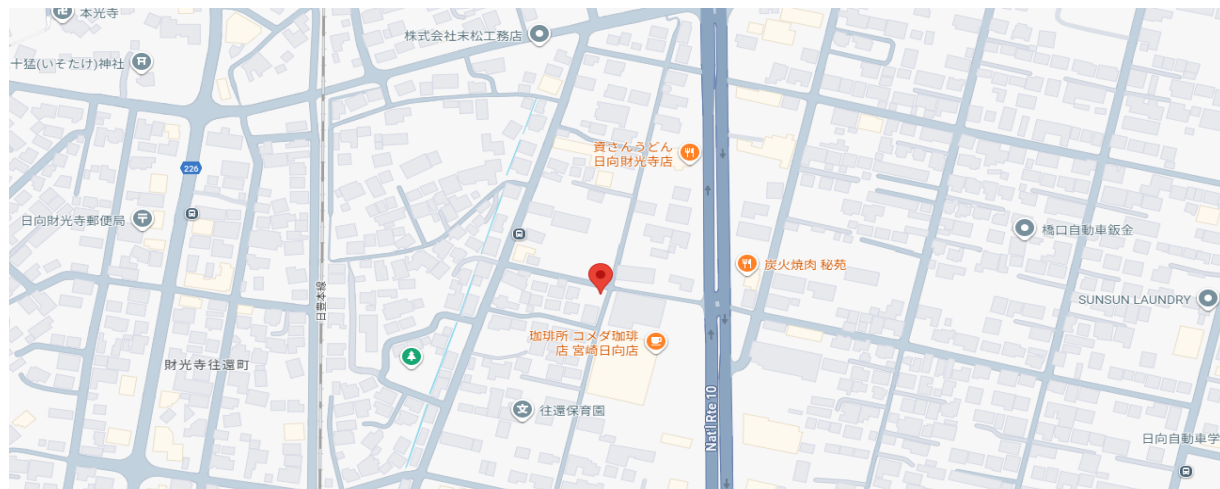 本光寺
株式会社末松工務店
十猛(いそたけ)神社
資さんうどん
日向財光寺店
226
日向財光寺郵便局
橋口自動車鈑金
炭火焼肉 秘苑
日豊本線
SUNSUN LAUNDRY
珈琲所 コメダ珈琲
店 宮崎日向店
財光寺往還町
Nat'l Rte 10
往還保育園
日向自動車学